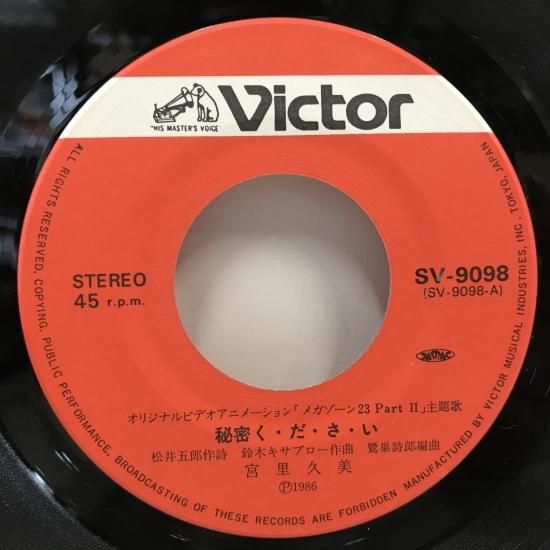 Victor
"HIS MASTER'S VOICE"
STEREO
45 r.p.m.
SV-9098
(SV-9098-A)
オリジナルビデオアニメーション「メガゾーン23 Part II」主題歌
秘密く・だ・さ・い
松井五郎作詩 鈴木キサブロー作曲 鷺巣詩郎編曲
宮里久美
Ⓟ1986
ALL RIGHTS RESERVED, COPYING, PUBLIC PERFORMANCE, BROADCASTING OF THESE RECORDS ARE FORBIDDEN MANUFACTURED BY VICTOR MUSICAL INDUSTRIES, INC., TOKYO, JAPAN